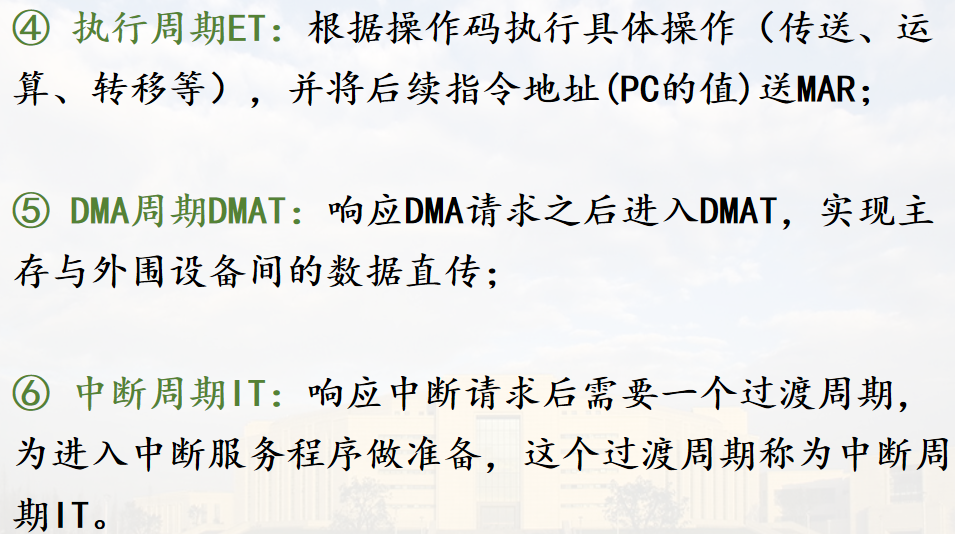 ④ 执行周期ET：根据操作码执行具体操作（传送、运
算、转移等），并将后续指令地址(PC的值)送MAR；
⑤ DMA周期DMAT：响应DMA请求之后进入DMAT，实现主
存与外围设备间的数据直传；
⑥ 中断周期IT：响应中断请求后需要一个过渡周期，
为进入中断服务程序做准备，这个过渡周期称为中断周
期IT。